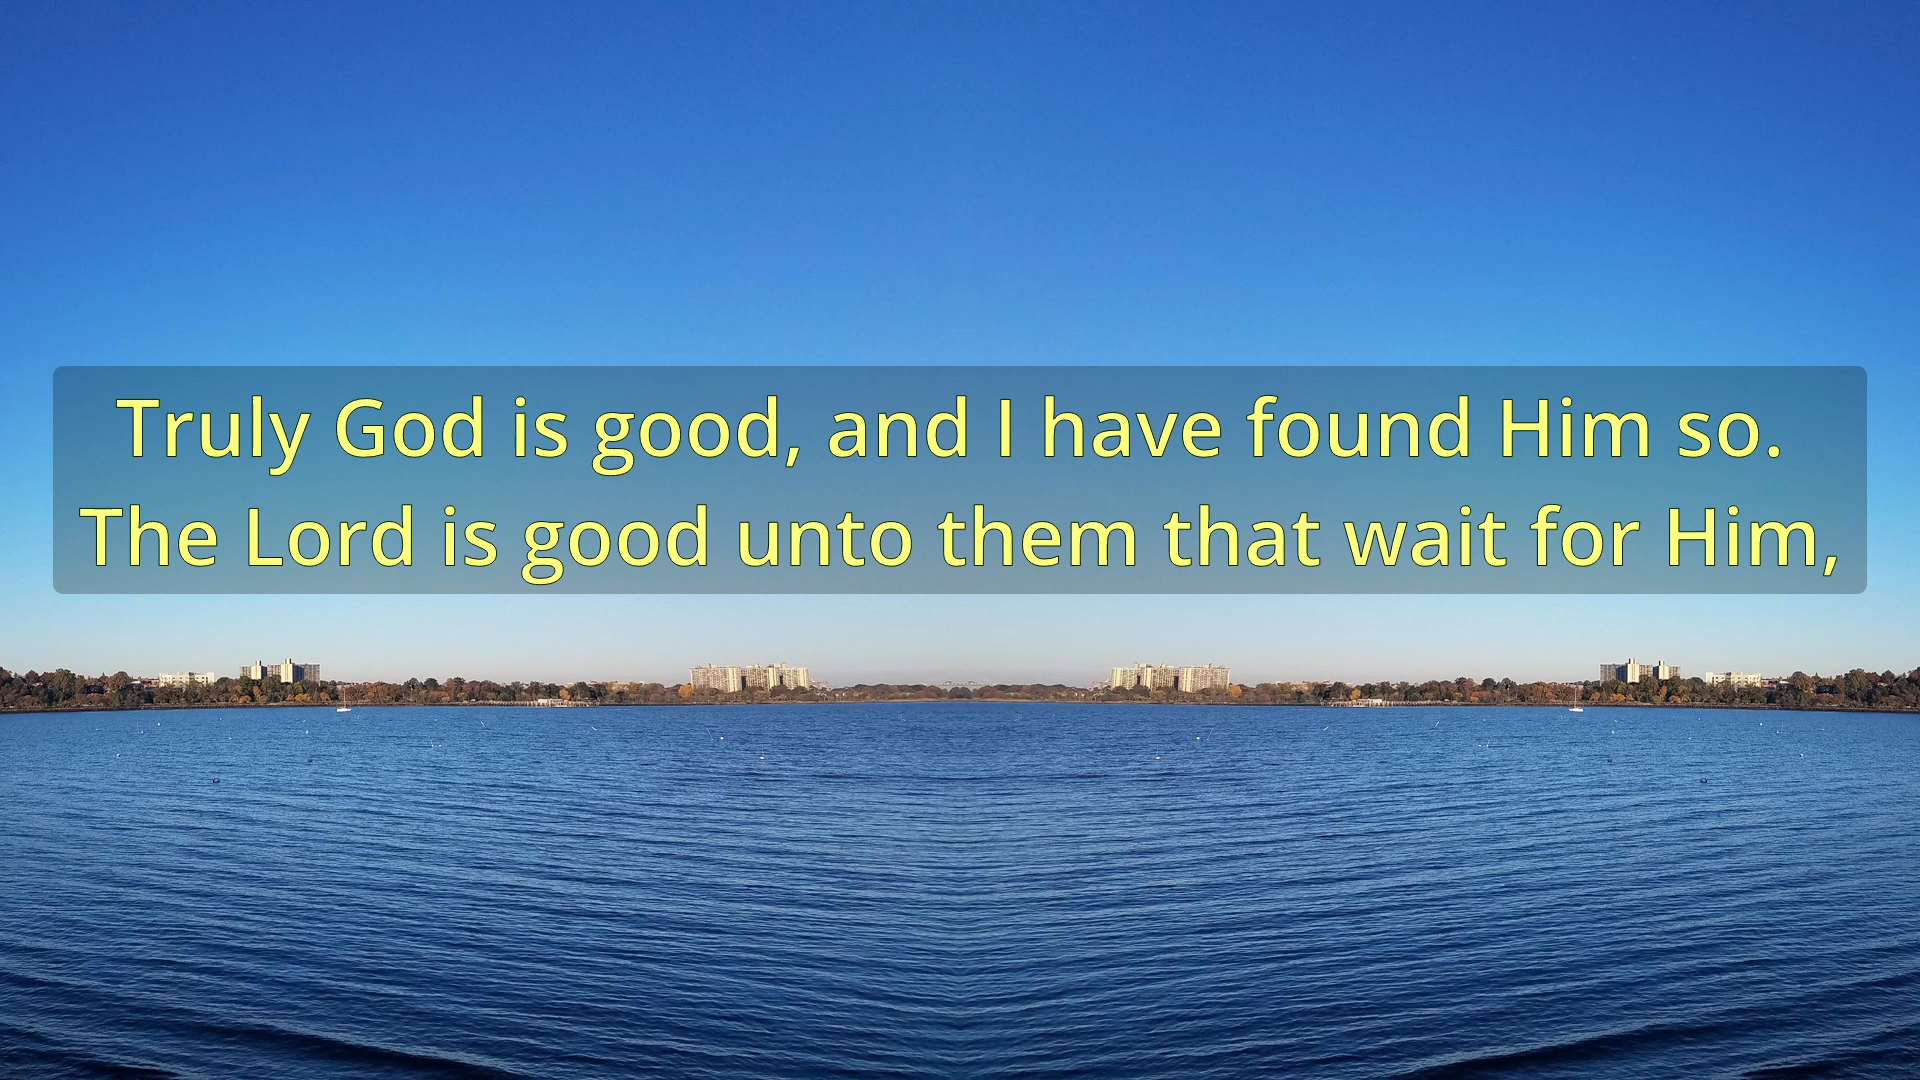 Truly God is good, and I have found Him so.
The Lord is good unto them that wait for Him,